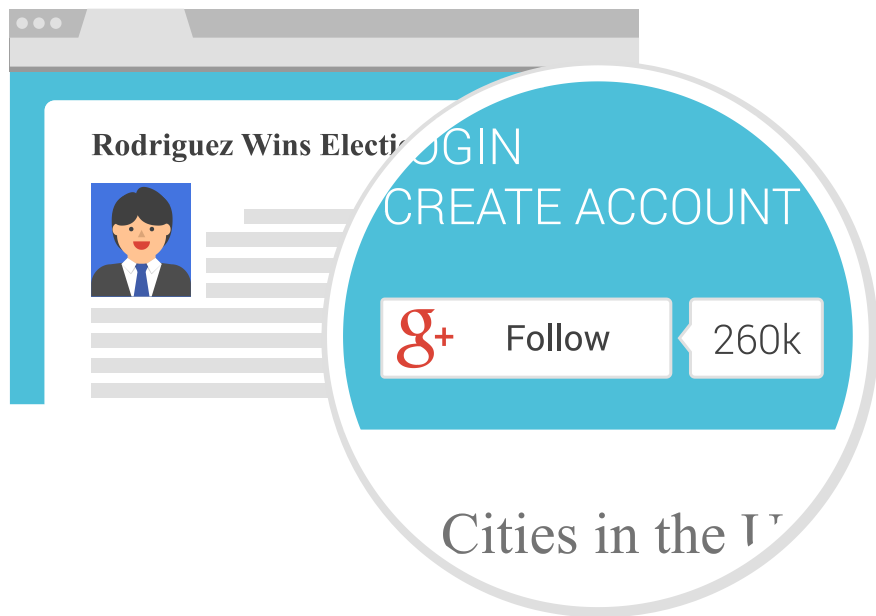 Rodriguez Wins Electi
OGIN
CREATE ACCOUNT
g+ Follow 260k
Cities in the